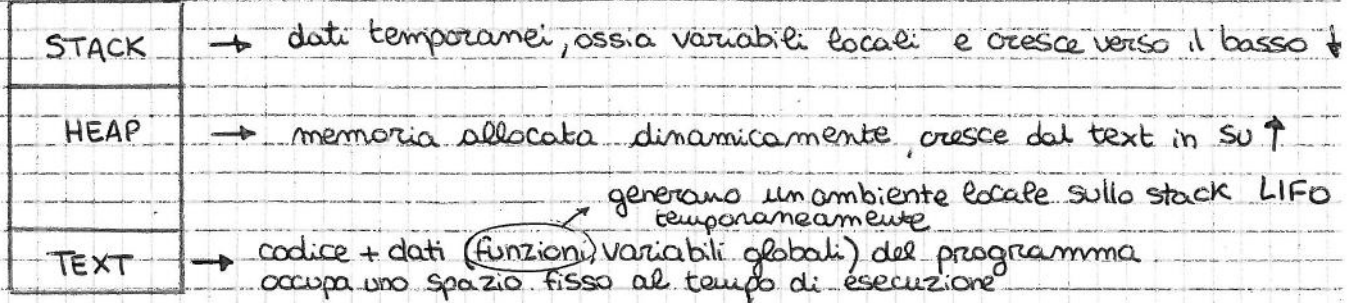 STACK → dati temporanei, ossia variabili locali e cresce verso il basso ↓
HEAP → memoria allocata dinamicamente, cresce dal text in su ↑
generano un ambiente locale sullo stack LIFO
temporaneamente
TEXT → codice + dati (funzioni, variabili globali) del programma
occupa uno spazio fisso al tempo di esecuzione